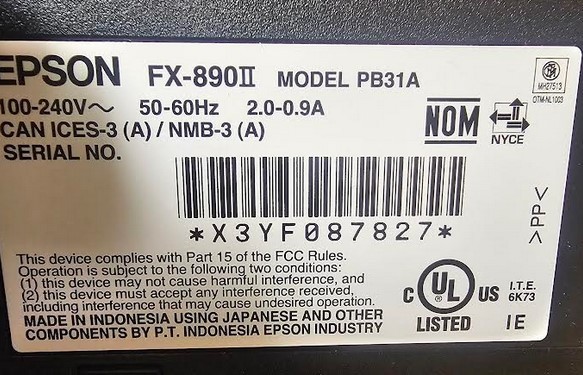 EPSON FX-890II MODEL PB31A
100-240V～ 50-60Hz 2.0-0.9A
CAN ICES-3 (A) / NMB-3 (A)
SERIAL NO.
MH27513
OTM-NL1003
NOM
NYCE
*X3YF087827*
>PP<
This device complies with Part 15 of the FCC Rules.
Operation is subject to the following two conditions:
(1) this device may not cause harmful interference, and
(2) this device must accept any interference received,
including interference that may cause undesired operation.
MADE IN INDONESIA USING JAPANESE AND OTHER
COMPONENTS BY P.T. INDONESIA EPSON INDUSTRY
C UL US
®
LISTED
I.T.E.
6K73
IE